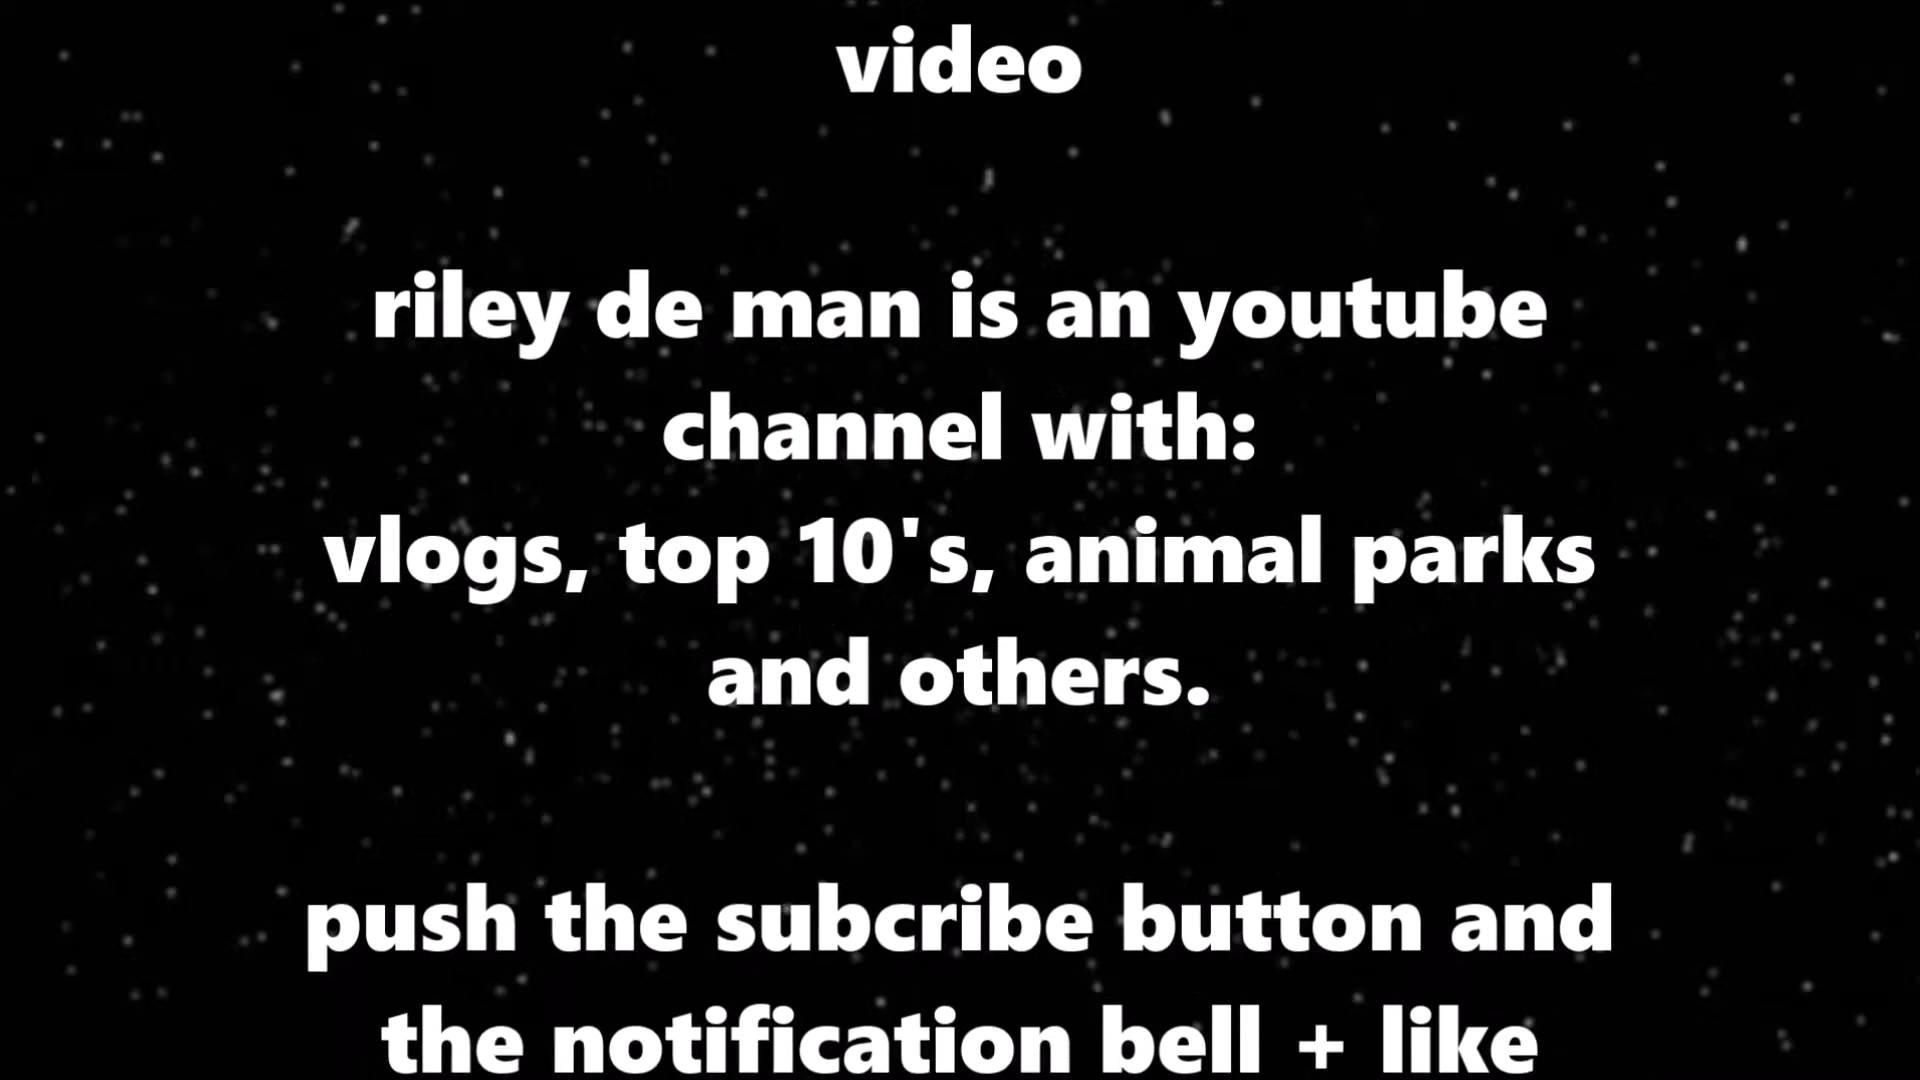 video
riley de man is an youtube
channel with:
vlogs, top 10's, animal parks
and others.
push the subcribe button and
the notification bell + like